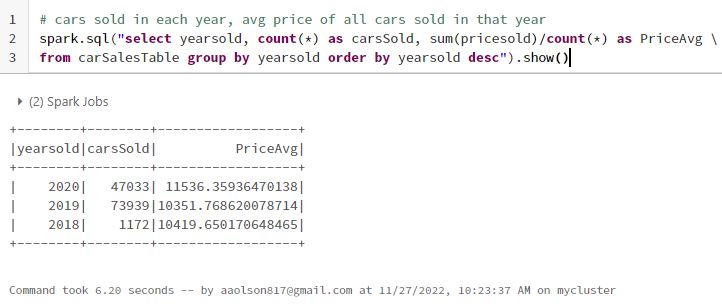 1 # cars sold in each year, avg price of all cars sold in that year
2 spark.sql("select yearsold, count(*) as carsSold, sum(pricesold)/count(*) as PriceAvg \
3 from carSalesTable group by yearsold order by yearsold desc").show()
(2) Spark Jobs
+--------+--------+------------------+
|yearsold|carsSold|          PriceAvg|
+--------+--------+------------------+
|    2020|   47033| 11536.35936470138|
|    2019|   73939|10351.768620078714|
|    2018|    1172|10419.650170648465|
+--------+--------+------------------+
Command took 6.20 seconds -- by aaolson817@gmail.com at 11/27/2022, 10:23:37 AM on mycluster